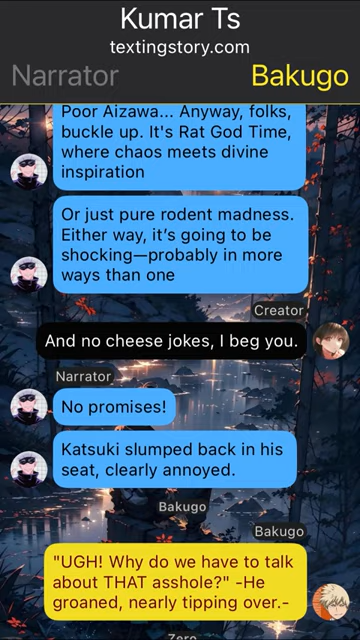 Kumar Ts
textingstory.com
Narrator
Bakugo
Poor Aizawa... Anyway, folks,
buckle up. It's Rat God Time,
where chaos meets divine
inspiration
Or just pure rodent madness.
Either way, it’s going to be
shocking—probably in more
ways than one
Creator
And no cheese jokes, I beg you.
Narrator
No promises!
Katsuki slumped back in his
seat, clearly annoyed.
Bakugo
Bakugo
"UGH! Why do we have to talk
about THAT asshole?" -He
groaned, nearly tipping over.-
Zero